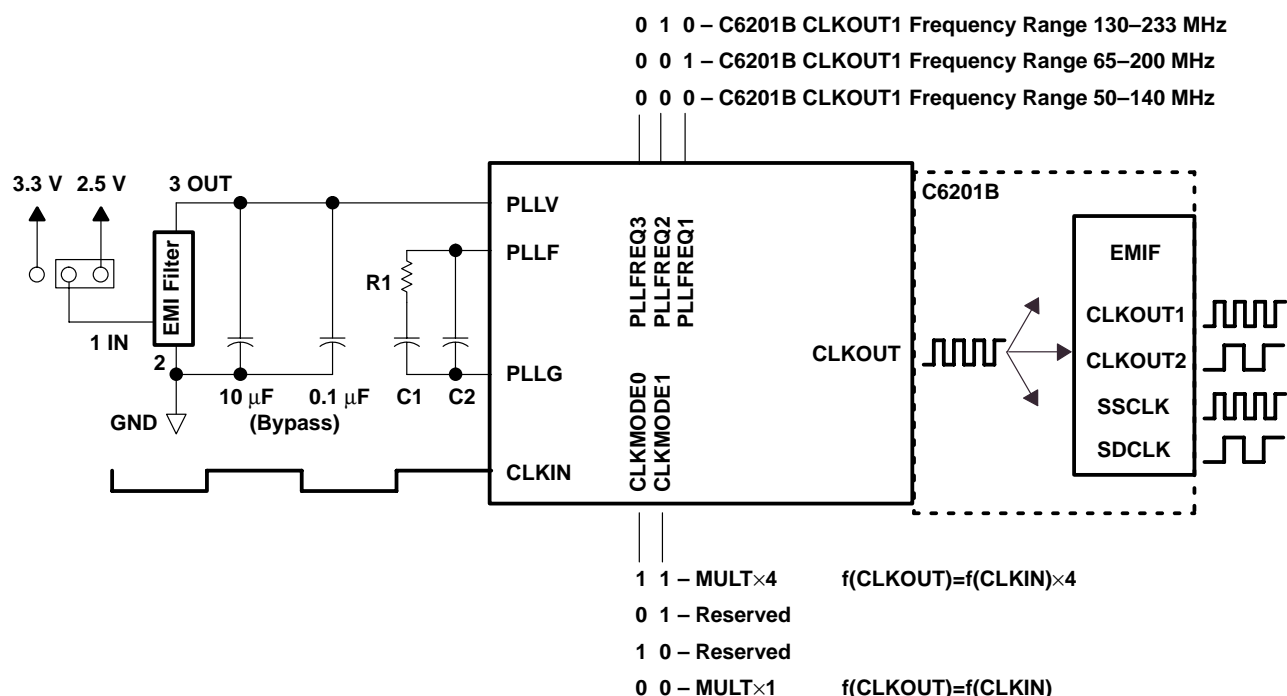 0 1 0 – C6201B CLKOUT1 Frequency Range 130–233 MHz
0 0 1 – C6201B CLKOUT1 Frequency Range 65–200 MHz
0 0 0 – C6201B CLKOUT1 Frequency Range 50–140 MHz
3.3 V
2.5 V
3 OUT
EMI Filter
1 IN
2
GND
10 μF
0.1 μF
(Bypass)
R1
C1
C2
PLLV
PLLF
PLLG
CLKIN
PLLFREQ3
PLLFREQ2
PLLFREQ1
CLKMODE0
CLKMODE1
CLKOUT
C6201B
EMIF
CLKOUT1
CLKOUT2
SSCLK
SDCLK
1 1 – MULT×4 f(CLKOUT)=f(CLKIN)×4
0 1 – Reserved
1 0 – Reserved
0 0 – MULT×1 f(CLKOUT)=f(CLKIN)